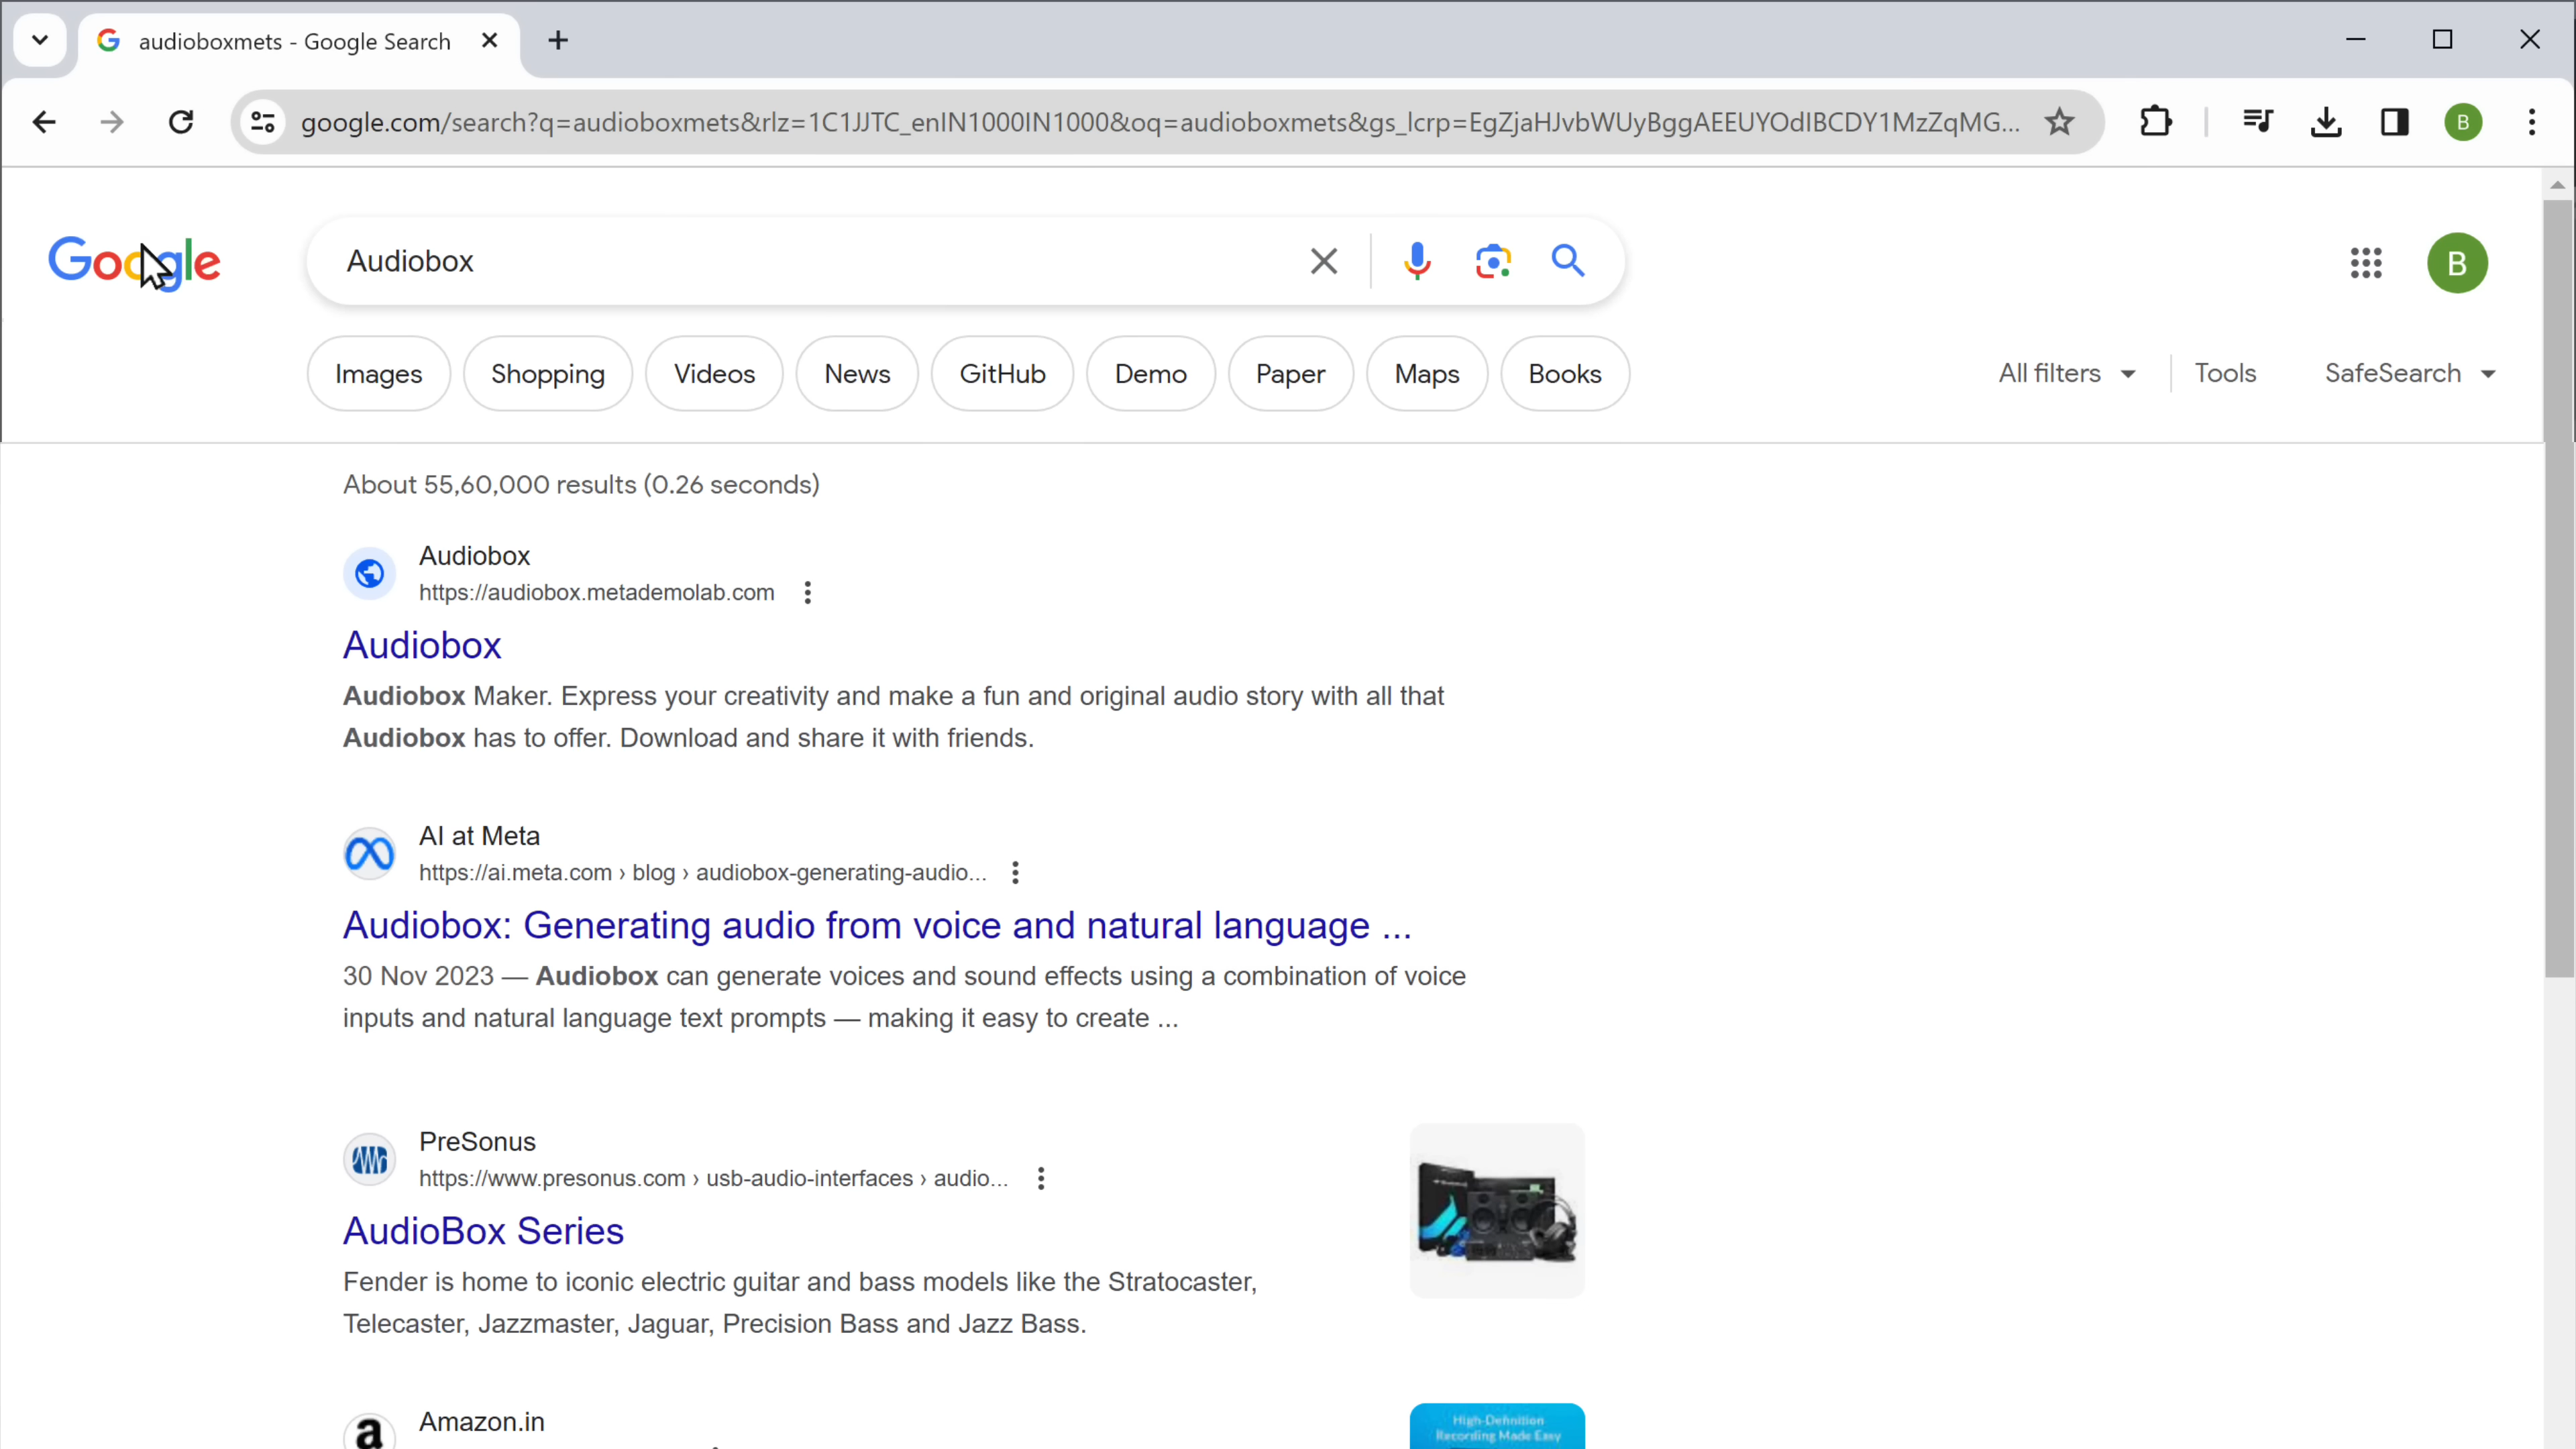 audioboxmets - Google Search
google.com/search?q=audioboxmets&rlz=1C1JJTC_enIN1000IN1000&oq=audioboxmets&gs_lcrp=EgZjaHJvbWUyBggAEEUYOdIBCDY1MzZqMG...
B
Google
Audiobox
B
Images Shopping Videos News GitHub Demo Paper Maps Books
All filters Tools SafeSearch
About 55,60,000 results (0.26 seconds)
Audiobox
https://audiobox.metademolab.com
Audiobox
Audiobox Maker. Express your creativity and make a fun and original audio story with all that
Audiobox has to offer. Download and share it with friends.
AI at Meta
https://ai.meta.com › blog › audiobox-generating-audio...
Audiobox: Generating audio from voice and natural language ...
30 Nov 2023 — Audiobox can generate voices and sound effects using a combination of voice
inputs and natural language text prompts — making it easy to create ...
PreSonus
https://www.presonus.com › usb-audio-interfaces › audio...
AudioBox Series
Fender is home to iconic electric guitar and bass models like the Stratocaster,
Telecaster, Jazzmaster, Jaguar, Precision Bass and Jazz Bass.
a
Amazon.in
High-Definition
Recording Made Easy